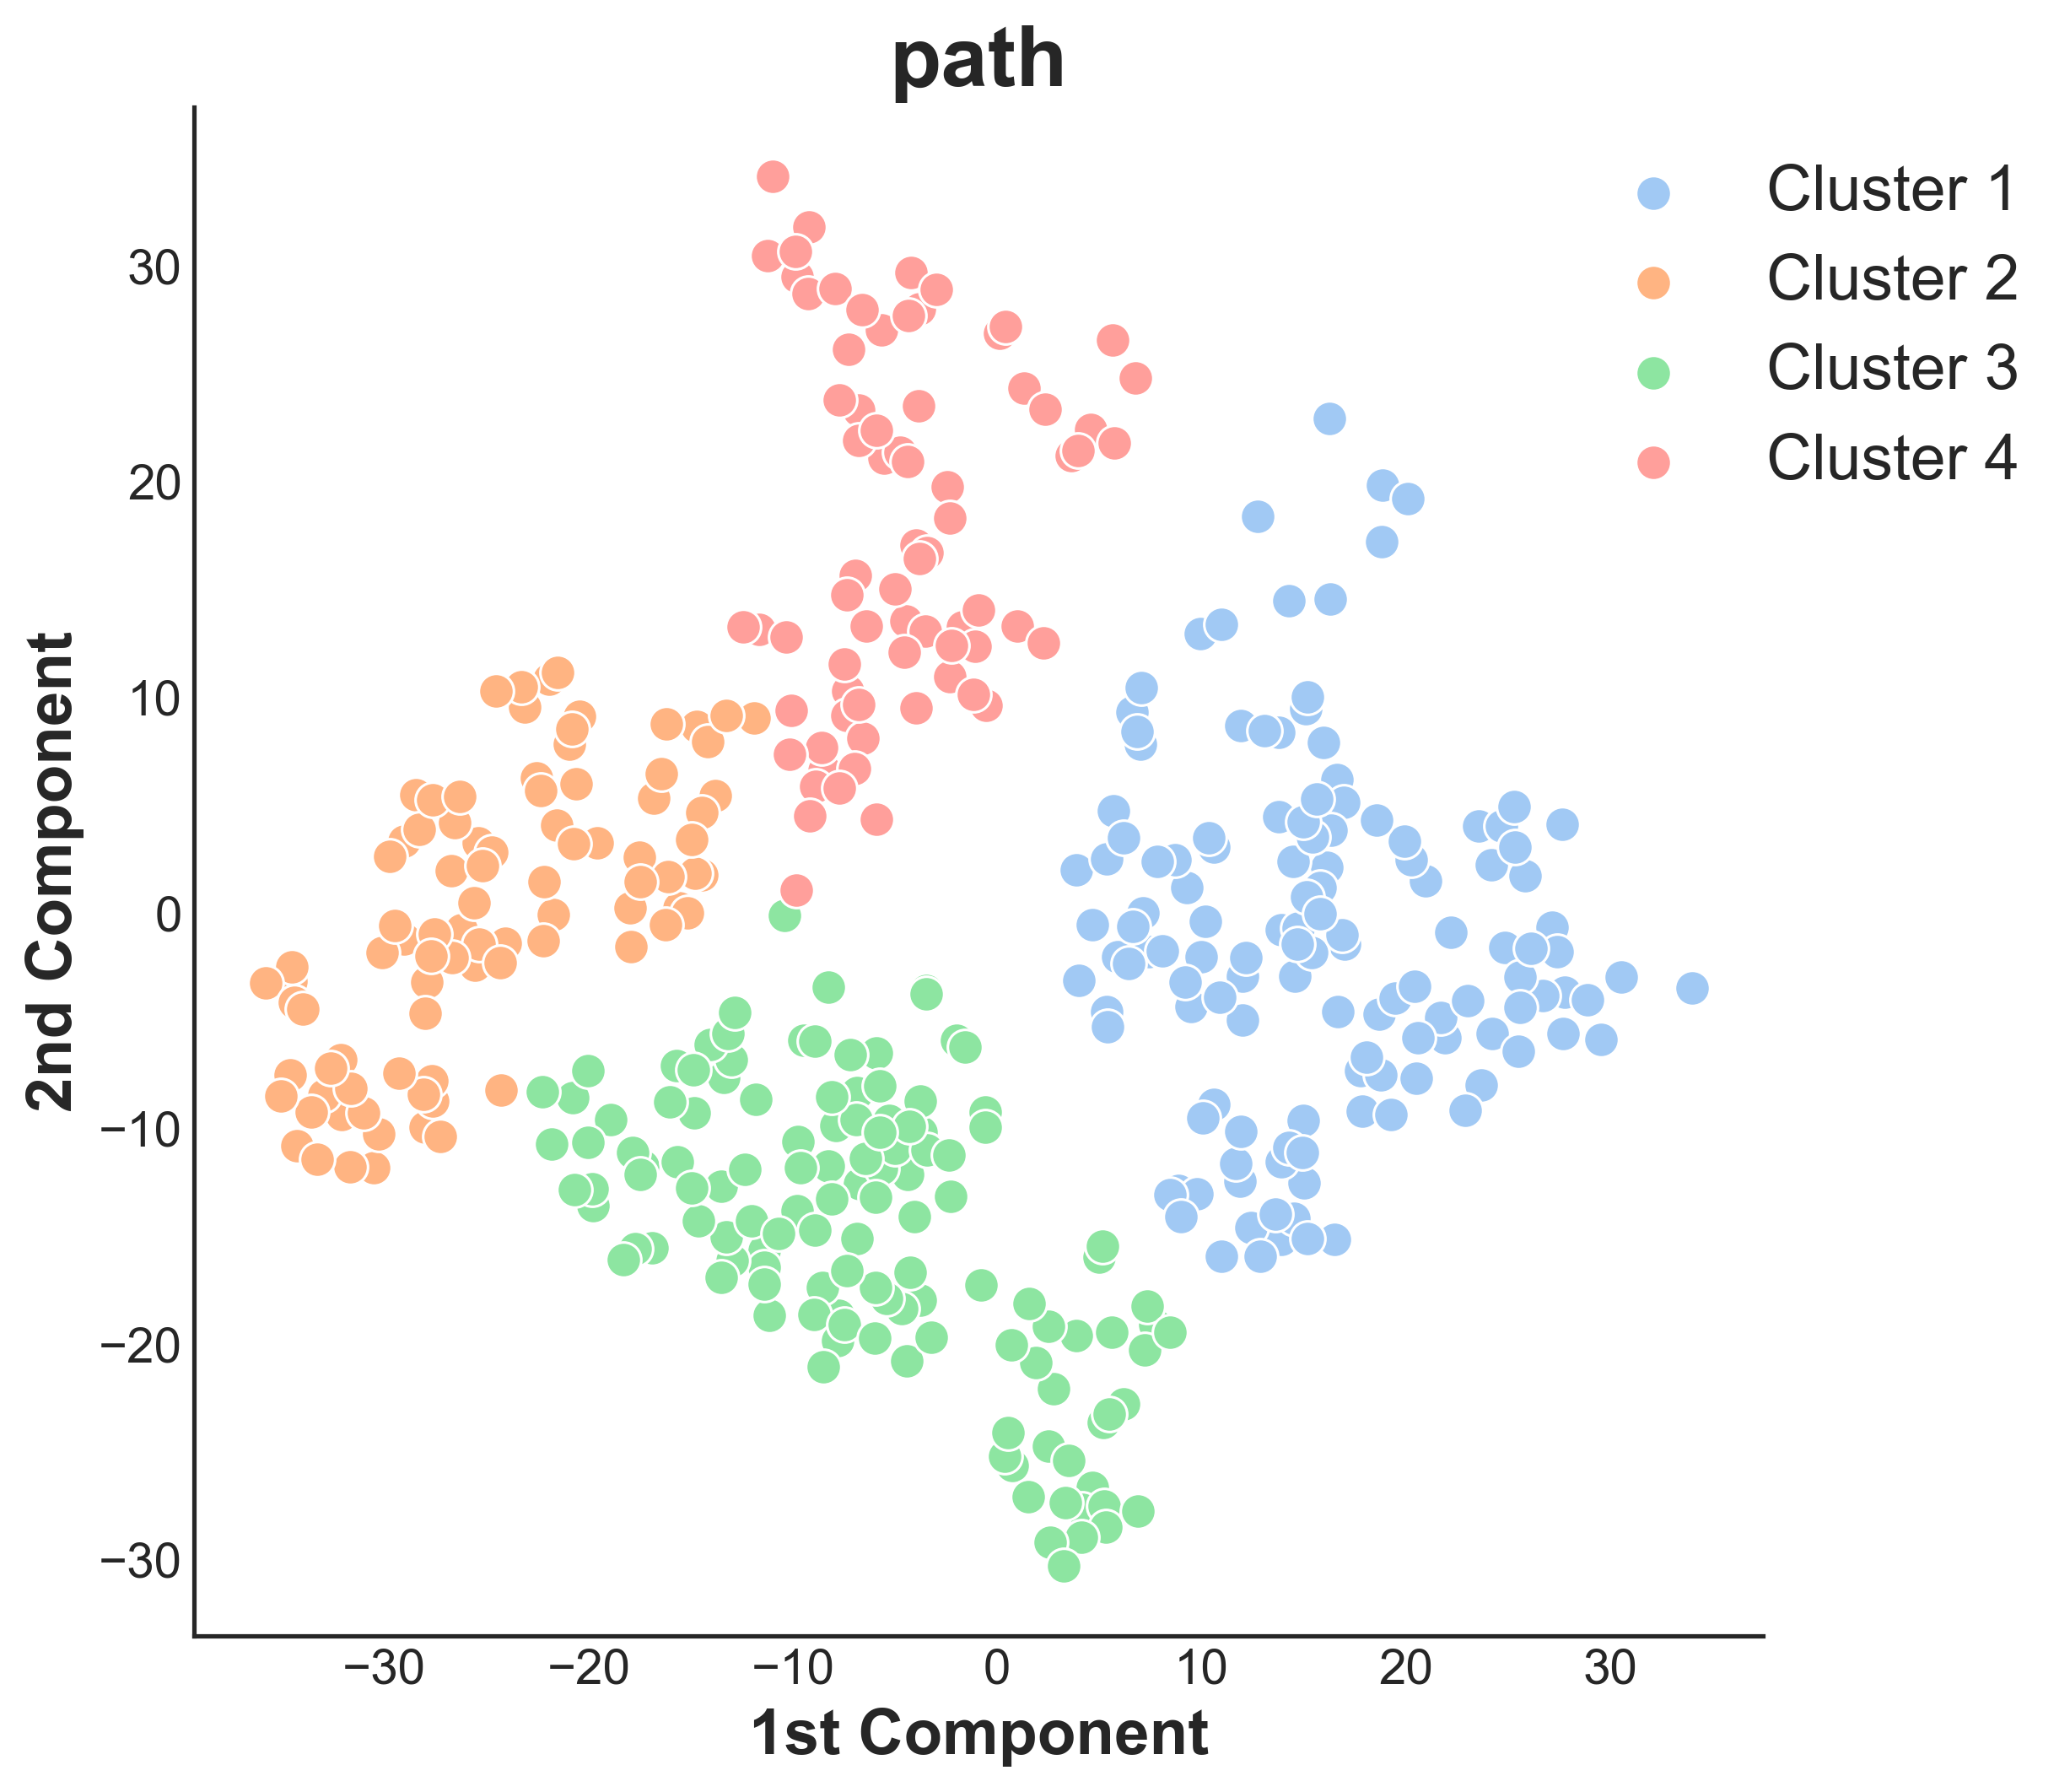 path
Cluster 1
Cluster 2
Cluster 3
Cluster 4
2nd Component
30
20
10
0
−10
−20
−30
−30 −20 −10 0 10 20 30
1st Component